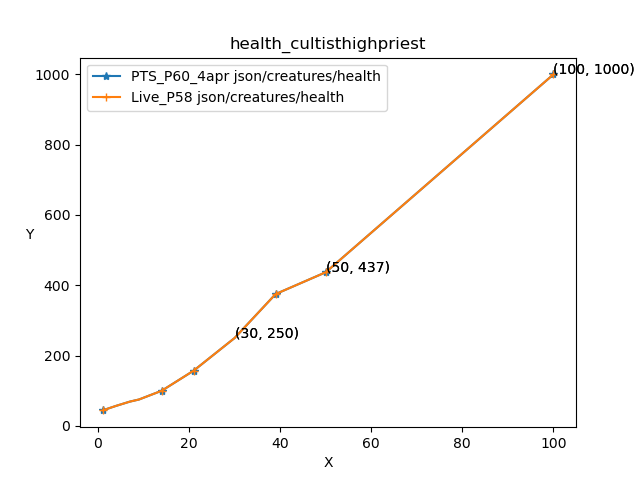 health_cultisthighpriest
PTS_P60_4apr json/creatures/health
Live_P58 json/creatures/health
(100, 1000)
(50, 437)
(30, 250)
Y
1000
800
600
400
200
0
0 20 40 60 80 100
X